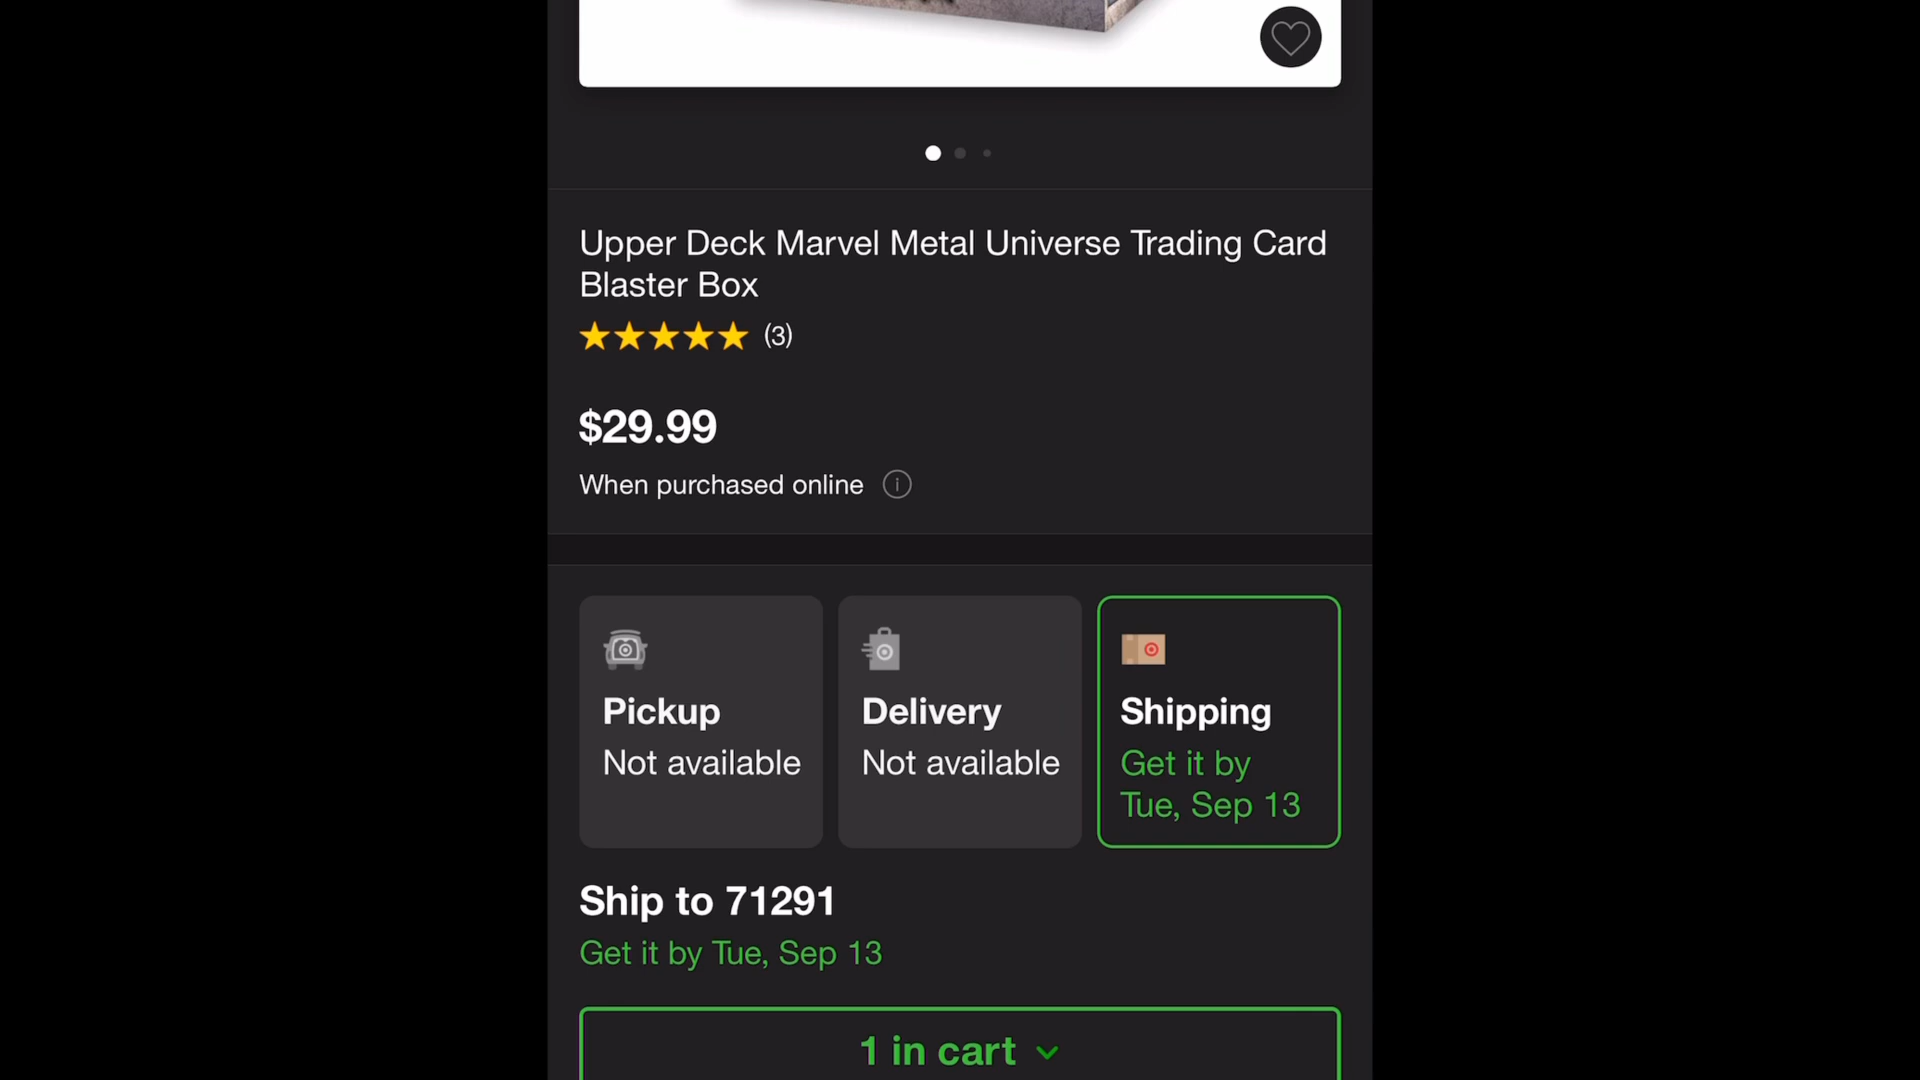 Upper Deck Marvel Metal Universe Trading Card
Blaster Box
(3)
$29.99
When purchased online
Pickup
Not available
Delivery
Not available
Shipping
Get it by
Tue, Sep 13
Ship to 71291
Get it by Tue, Sep 13
1 in cart